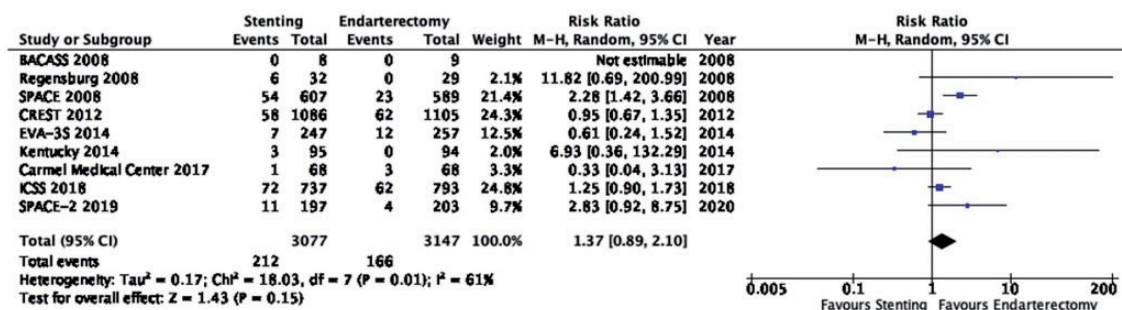 Stenting Endarterectomy Risk Ratio Risk Ratio
Study or Subgroup Events Total Events Total Weight M-H, Random, 95% CI Year M-H, Random, 95% CI
BACASS 2008 0 8 0 9 Not estimable 2008
Regensburg 2008 6 32 0 29 2.1% 11.82 [0.69, 200.99] 2008
SPACE 2008 54 607 23 589 21.4% 2.28 [1.42, 3.66] 2008
CREST 2012 58 1086 62 1105 24.3% 0.95 [0.67, 1.35] 2012
EVA-3S 2014 7 247 12 257 12.5% 0.61 [0.24, 1.52] 2014
Kentucky 2014 3 95 0 94 2.0% 6.93 [0.36, 132.29] 2014
Carmel Medical Center 2017 1 68 3 68 3.3% 0.33 [0.04, 3.13] 2017
ICSS 2018 72 737 62 793 24.8% 1.25 [0.90, 1.73] 2018
SPACE-2 2019 11 197 4 203 9.7% 2.83 [0.92, 8.75] 2020
Total (95% CI) 3077 3147 100.0% 1.37 [0.89, 2.10]
Total events 212 166
Heterogeneity: Tau² = 0.17; Chi² = 18.03, df = 7 (P = 0.01); I² = 61%
Test for overall effect: Z = 1.43 (P = 0.15)
0.005 0.1 1 10 200
Favours Stenting Favours Endarterectomy